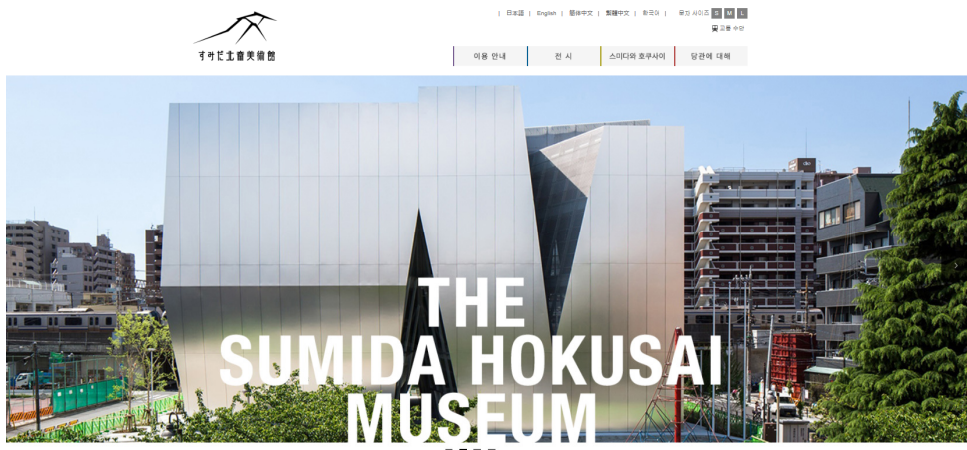 | 日本語 | English | 簡体中文 | 繁體中文 | 한국어 | 문자 사이즈 S M L
교통 수단
すみだ北斎美術館
이용 안내 전 시 스미다와 호쿠사이 당관에 대해
THE
SUMIDA HOKUSAI
MUSEUM